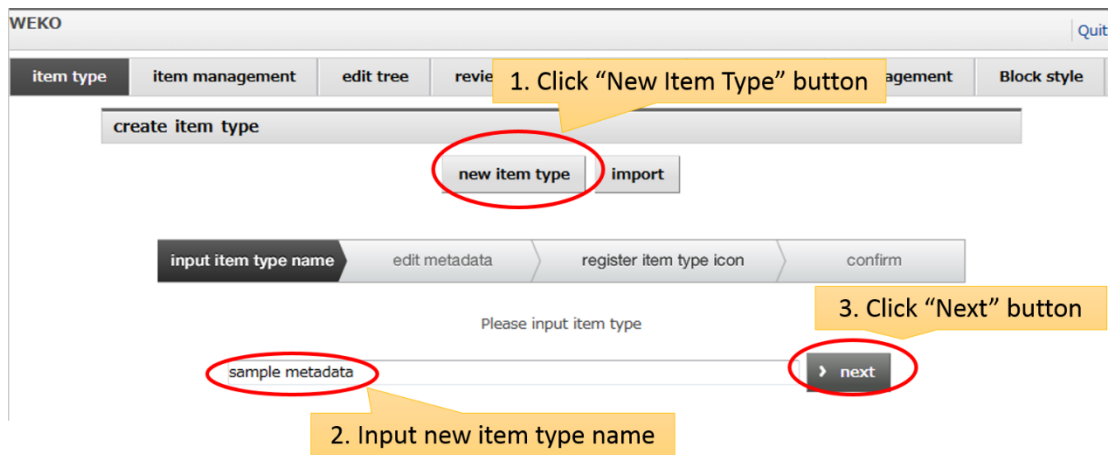 WEKO
Quit
item type item management edit tree revie agement Block style
1. Click “New Item Type” button
create item type
new item type import
input item type name edit metadata register item type icon confirm
3. Click “Next” button
Please input item type
sample metadata › next
2. Input new item type name